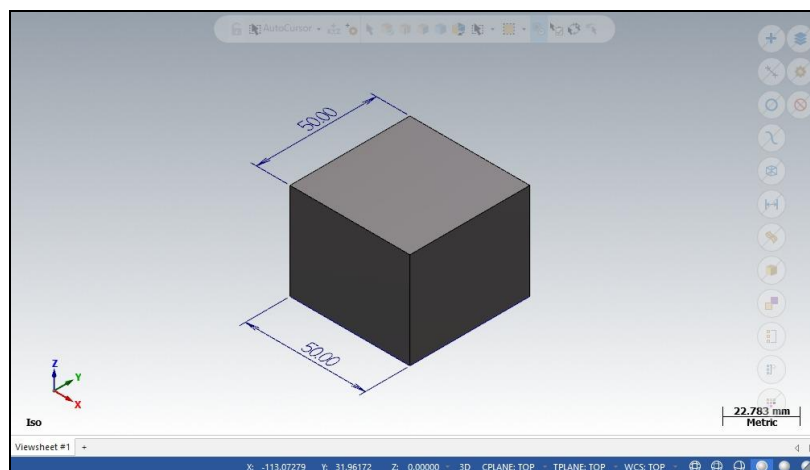 AutoCursor
50.00
50.00
Z
Y
X
Iso
22.783 mm
Metric
Viewsheet #1 +
X: -113.07279 Y: 31.96172 Z: 0.00000 - 3D CPLANE: TOP - TPLANE: TOP - WCS: TOP -